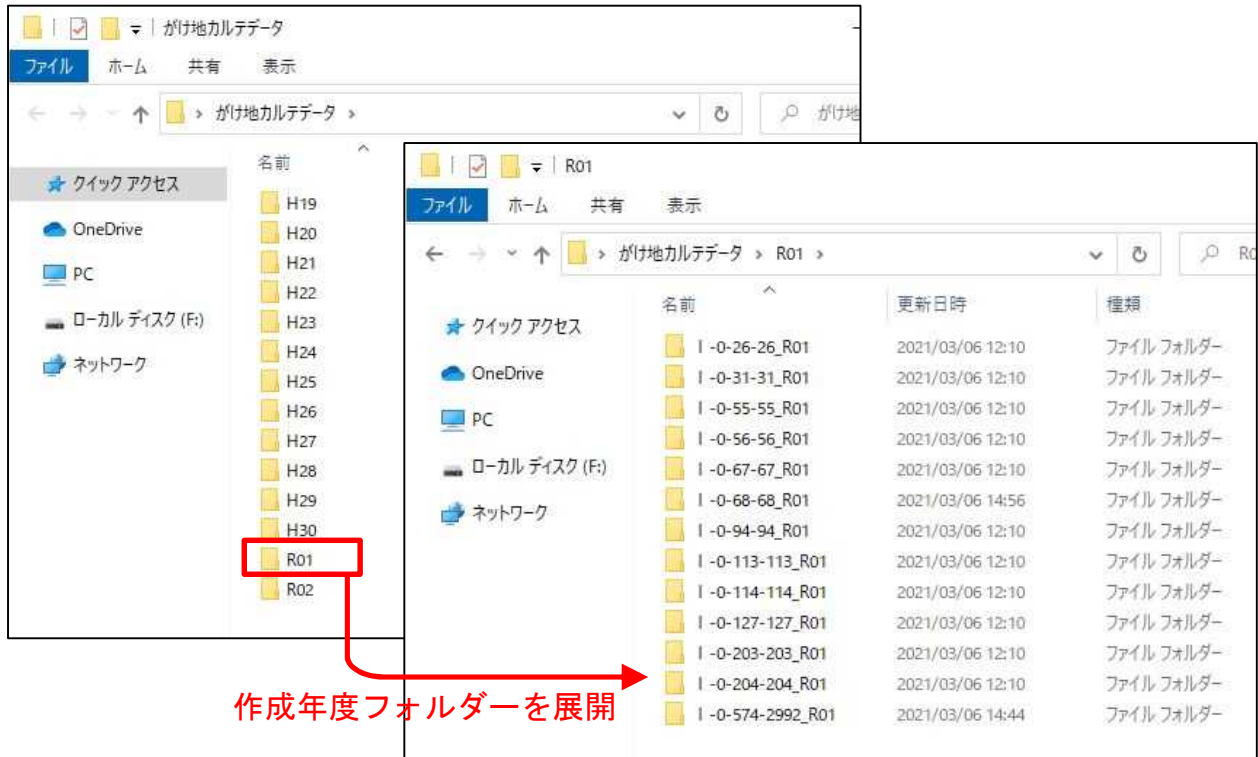 がけ地カルテデータ
ファイル ホーム 共有 表示
がけ地カルテデータ
がけ地
名前
クイック アクセス
OneDrive
PC
ローカル ディスク (F:)
ネットワーク
H19
H20
H21
H22
H23
H24
H25
H26
H27
H28
H29
H30
R01
R02
作成年度フォルダーを展開
R01
ファイル ホーム 共有 表示
がけ地カルテデータ > R01 >
R0
名前 更新日時 種類
クイック アクセス
OneDrive
PC
ローカル ディスク (F:)
ネットワーク
Ⅰ-0-26-26_R01 2021/03/06 12:10 ファイル フォルダー
Ⅰ-0-31-31_R01 2021/03/06 12:10 ファイル フォルダー
Ⅰ-0-55-55_R01 2021/03/06 12:10 ファイル フォルダー
Ⅰ-0-56-56_R01 2021/03/06 12:10 ファイル フォルダー
Ⅰ-0-67-67_R01 2021/03/06 12:10 ファイル フォルダー
Ⅰ-0-68-68_R01 2021/03/06 14:56 ファイル フォルダー
Ⅰ-0-94-94_R01 2021/03/06 12:10 ファイル フォルダー
Ⅰ-0-113-113_R01 2021/03/06 12:10 ファイル フォルダー
Ⅰ-0-114-114_R01 2021/03/06 12:10 ファイル フォルダー
Ⅰ-0-127-127_R01 2021/03/06 12:10 ファイル フォルダー
Ⅰ-0-203-203_R01 2021/03/06 12:10 ファイル フォルダー
Ⅰ-0-204-204_R01 2021/03/06 12:10 ファイル フォルダー
Ⅰ-0-574-2992_R01 2021/03/06 14:44 ファイル フォルダー